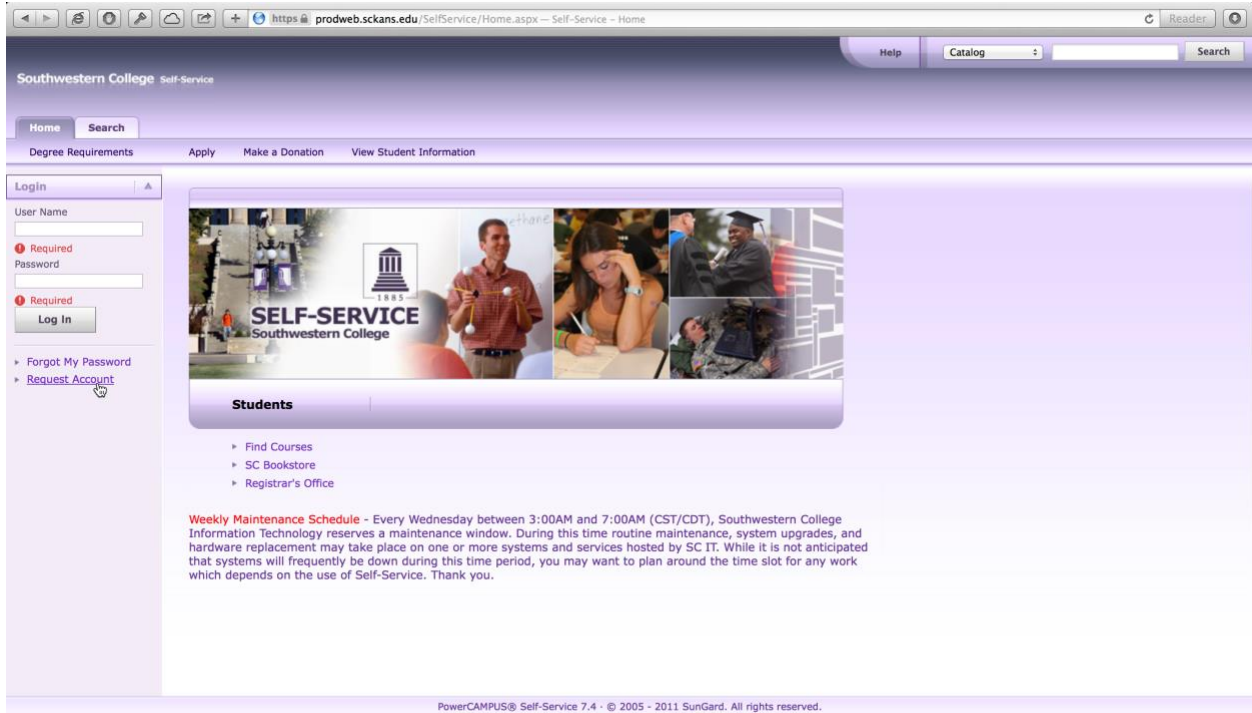 https prodweb.sckans.edu/SelfService/Home.aspx — Self-Service - Home
Reader
Help
Catalog
Search
Southwestern College Self-Service
Home Search
Degree Requirements Apply Make a Donation View Student Information
Login
User Name
Required
Password
Required
Log In
Forgot My Password
Request Account
ethane
1885
SELF-SERVICE
Southwestern College
Students
Find Courses
SC Bookstore
Registrar's Office
Weekly Maintenance Schedule - Every Wednesday between 3:00AM and 7:00AM (CST/CDT), Southwestern College
Information Technology reserves a maintenance window. During this time routine maintenance, system upgrades, and
hardware replacement may take place on one or more systems and services hosted by SC IT. While it is not anticipated
that systems will frequently be down during this time period, you may want to plan around the time slot for any work
which depends on the use of Self-Service. Thank you.
PowerCAMPUS® Self-Service 7.4 · © 2005 - 2011 SunGard. All rights reserved.